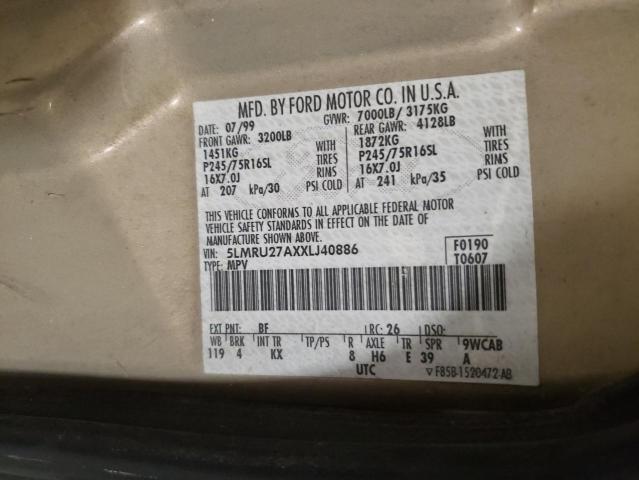 MFD. BY FORD MOTOR CO. IN U.S.A.
DATE: 07/99 GVWR: 7000LB/ 3175KG
FRONT GAWR: 3200LB REAR GAWR: 4128LB
1451KG WITH 1872KG WITH
P245/75R16SL TIRES P245/75R16SL TIRES
16X7.0J RIMS 16X7.0J RIMS
AT 207 kPa/30 PSI COLD AT 241 kPa/35 PSI COLD
THIS VEHICLE CONFORMS TO ALL APPLICABLE FEDERAL MOTOR
VEHICLE SAFETY STANDARDS IN EFFECT ON THE DATE OF
MANUFACTURE SHOWN ABOVE.
VIN: 5LMRU27AXXLJ40886 F0190
TYPE: MPV T0607
EXT PNT: BF RC: 26 DSO:
WB BRK INT TR TP/PS R AXLE TR SPR 9WCAB
119 4 KX 8 H6 E 39 A
UTC ▽ F85B-1520472-AB